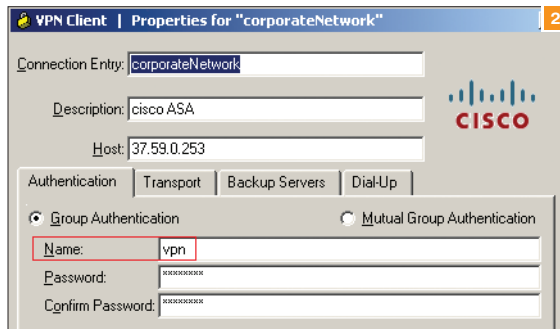 VPN Client | Properties for "corporateNetwork"
2
Connection Entry: corporateNetwork
Description: cisco ASA
CISCO
Host: 37.59.0.253
Authentication Transport Backup Servers Dial-Up
Group Authentication Mutual Group Authentication
Name: vpn
Password: ********
Confirm Password: ********